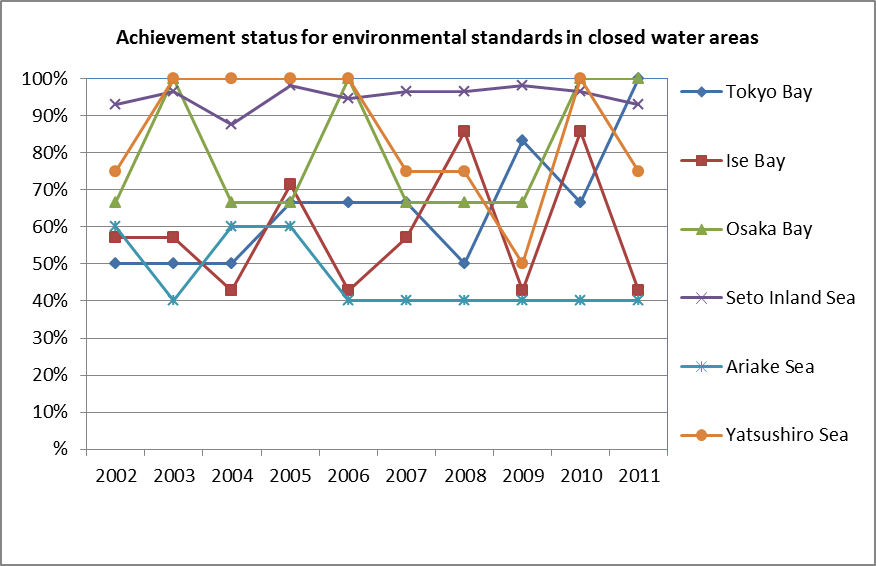 Achievement status for environmental standards in closed water areas
100%
90%
80%
70%
60%
50%
40%
30%
20%
10%
%
2002 2003 2004 2005 2006 2007 2008 2009 2010 2011
Tokyo Bay
Ise Bay
Osaka Bay
Seto Inland Sea
Ariake Sea
Yatsushiro Sea